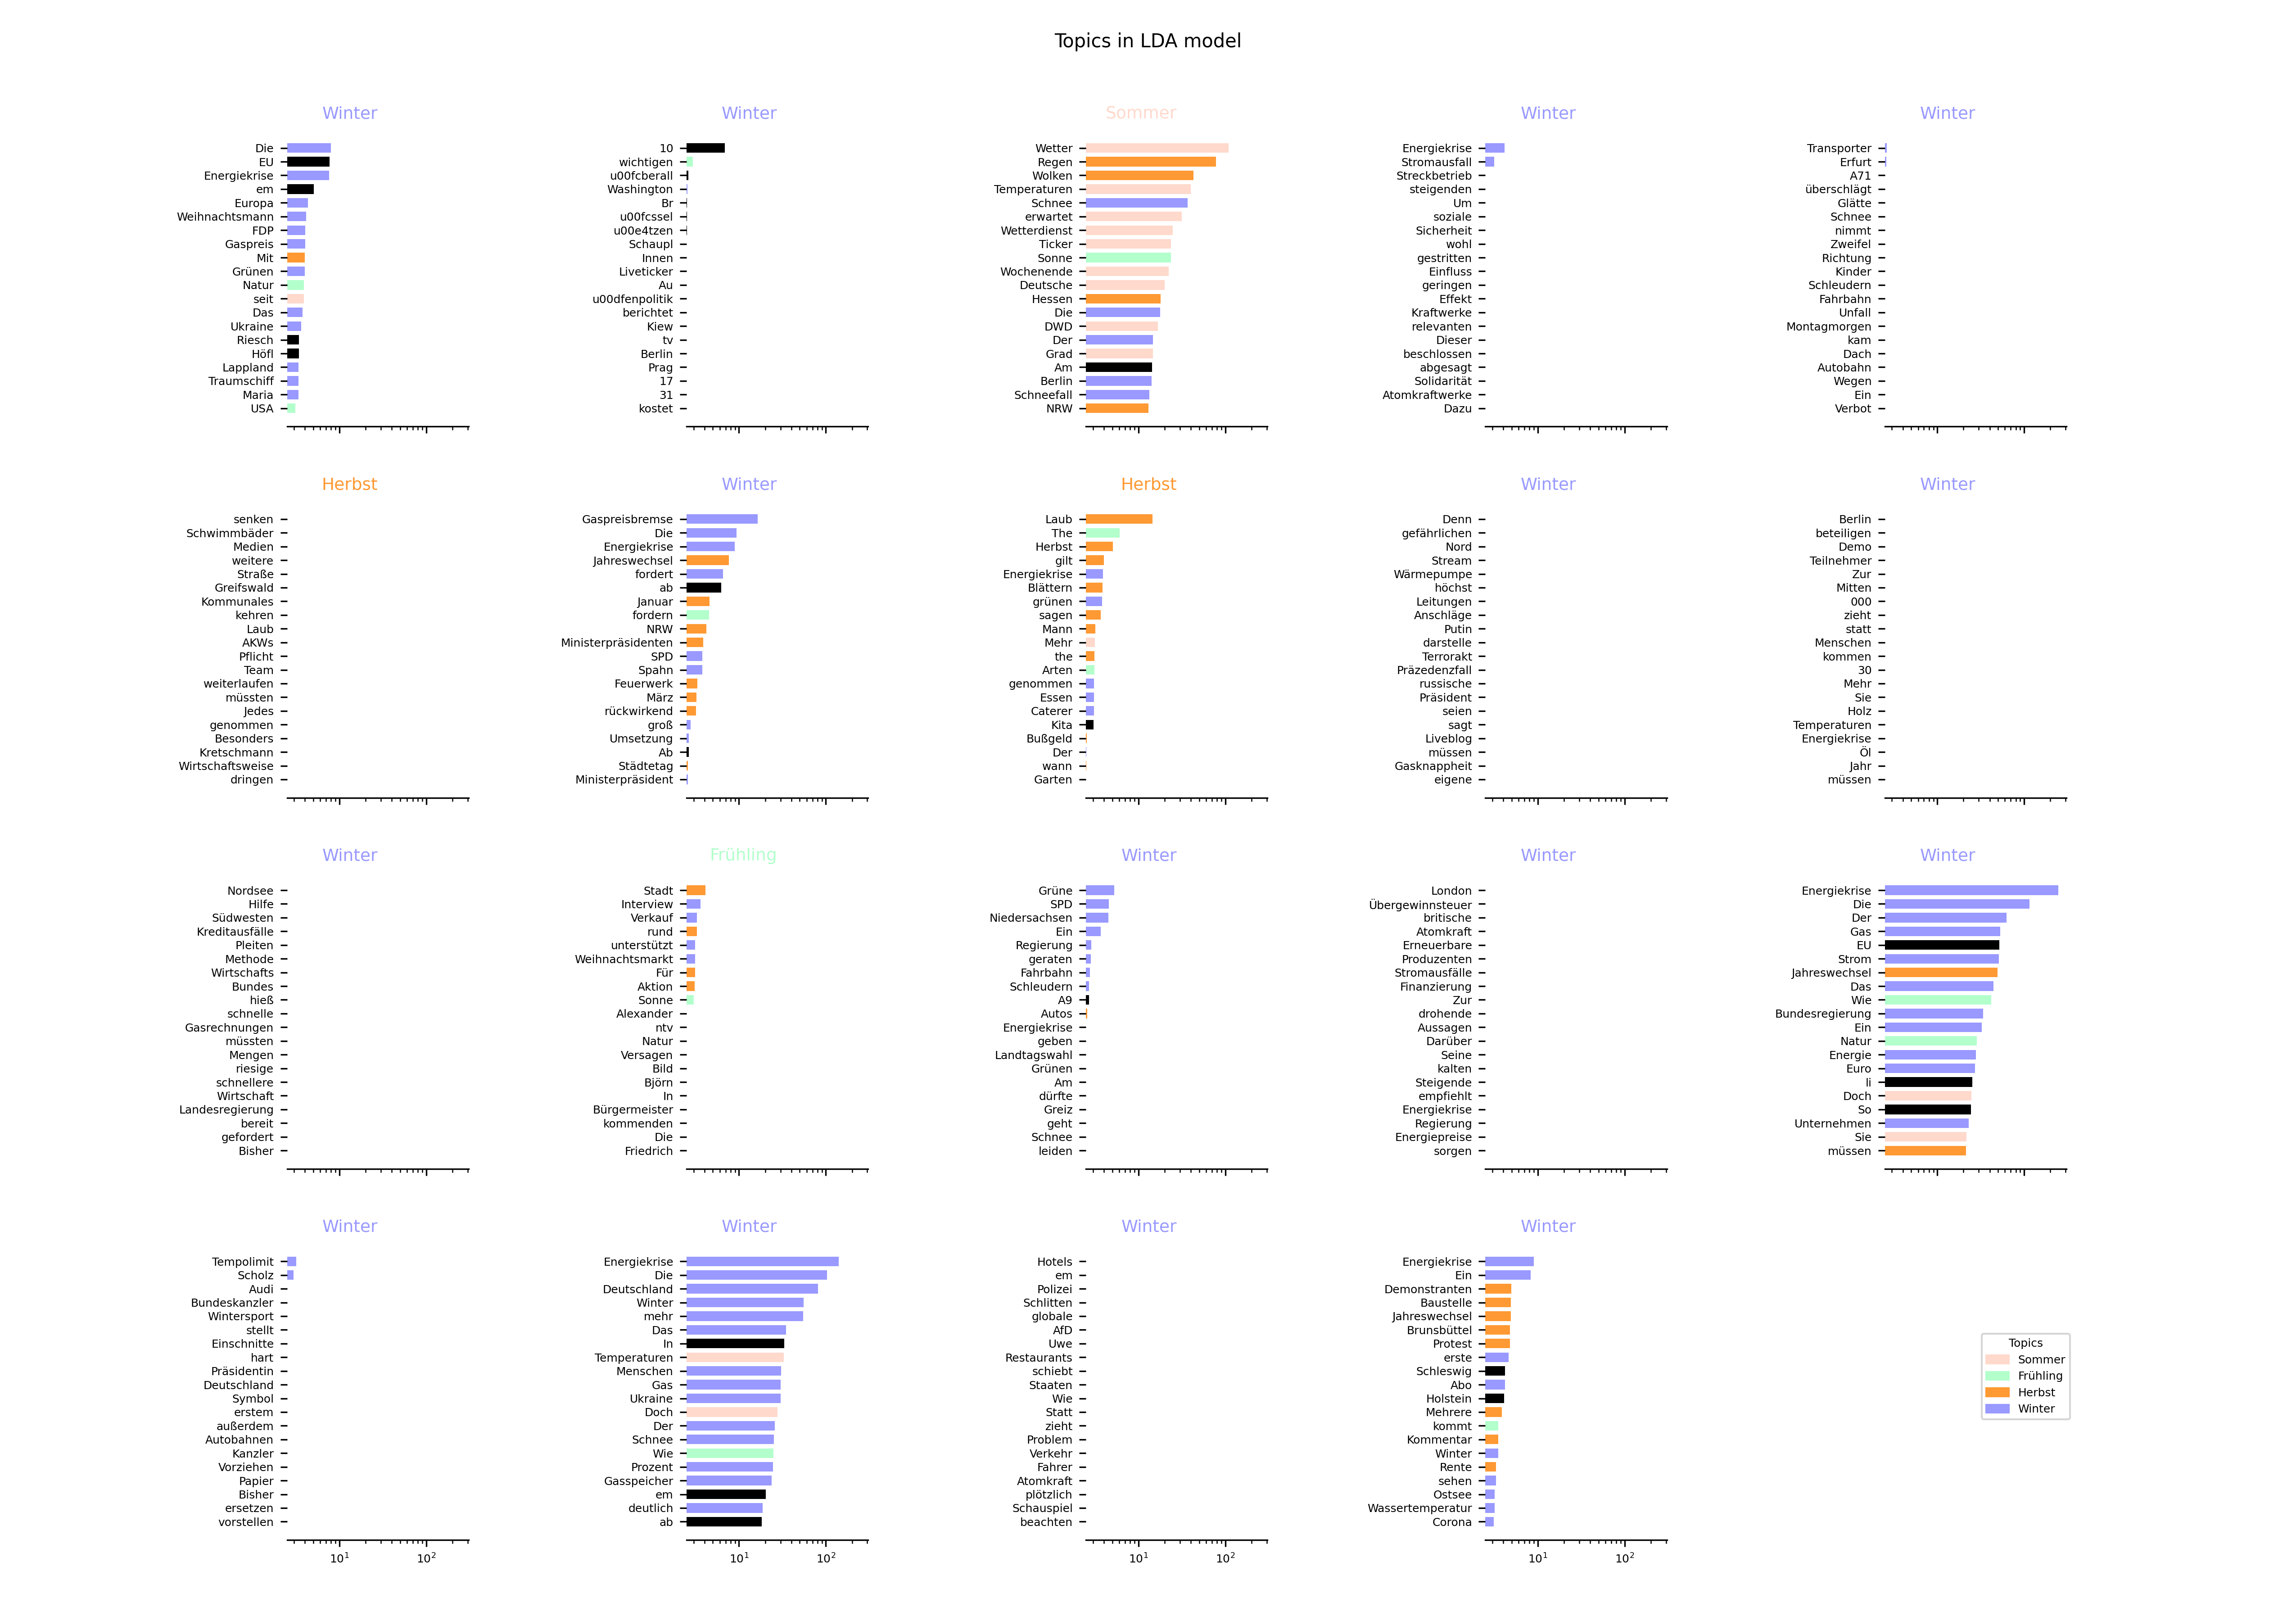 Topics in LDA model
Winter
Die
EU
Energiekrise
em
Europa
Weihnachtsmann
FDP
Gaspreis
Mit
Grünen
Natur
seit
Das
Ukraine
Riesch
Höfl
Lappland
Traumschiff
Maria
USA
Winter
10
wichtigen
u00fcberall
Washington
Br
u00fcssel
u00e4tzen
Schaupl
Innen
Liveticker
Au
u00dfenpolitik
berichtet
Kiew
tv
Berlin
Prag
17
31
kostet
Sommer
Wetter
Regen
Wolken
Temperaturen
Schnee
erwartet
Wetterdienst
Ticker
Sonne
Wochenende
Deutsche
Hessen
Die
DWD
Der
Grad
Am
Berlin
Schneefall
NRW
Winter
Energiekrise
Stromausfall
Streckbetrieb
steigenden
Um
soziale
Sicherheit
wohl
gestritten
Einfluss
geringen
Effekt
Kraftwerke
relevanten
Dieser
beschlossen
abgesagt
Solidarität
Atomkraftwerke
Dazu
Winter
Transporter
Erfurt
A71
überschlägt
Glätte
Schnee
nimmt
Zweifel
Richtung
Kinder
Schleudern
Fahrbahn
Unfall
Montagmorgen
kam
Dach
Autobahn
Wegen
Ein
Verbot
Herbst
senken
Schwimmbäder
Medien
weitere
Straße
Greifswald
Kommunales
kehren
Laub
AKWs
Pflicht
Team
weiterlaufen
müssten
Jedes
genommen
Besonders
Kretschmann
Wirtschaftsweise
dringen
Winter
Gaspreisbremse
Die
Energiekrise
Jahreswechsel
fordert
ab
Januar
fordern
NRW
Ministerpräsidenten
SPD
Spahn
Feuerwerk
März
rückwirkend
groß
Umsetzung
Ab
Städtetag
Ministerpräsident
Herbst
Laub
The
Herbst
gilt
Energiekrise
Blättern
grünen
sagen
Mann
Mehr
the
Arten
genommen
Essen
Caterer
Kita
Bußgeld
Der
wann
Garten
Winter
Denn
gefährlichen
Nord
Stream
Wärmepumpe
höchst
Leitungen
Anschläge
Putin
darstelle
Terrorakt
Präzedenzfall
russische
Präsident
seien
sagt
Liveblog
müssen
Gasknappheit
eigene
Winter
Berlin
beteiligen
Demo
Teilnehmer
Zur
Mitten
000
zieht
statt
Menschen
kommen
30
Mehr
Sie
Holz
Temperaturen
Energiekrise
Öl
Jahr
müssen
Winter
Nordsee
Hilfe
Südwesten
Kreditausfälle
Pleiten
Methode
Wirtschafts
Bundes
hieß
schnelle
Gasrechnungen
müssten
Mengen
riesige
schnellere
Wirtschaft
Landesregierung
bereit
gefordert
Bisher
Frühling
Stadt
Interview
Verkauf
rund
unterstützt
Weihnachtsmarkt
Für
Aktion
Sonne
Alexander
ntv
Natur
Versagen
Bild
Björn
In
Bürgermeister
kommenden
Die
Friedrich
Winter
Grüne
SPD
Niedersachsen
Ein
Regierung
geraten
Fahrbahn
Schleudern
A9
Autos
Energiekrise
geben
Landtagswahl
Grünen
Am
dürfte
Greiz
geht
Schnee
leiden
Winter
London
Übergewinnsteuer
britische
Atomkraft
Erneuerbare
Produzenten
Stromausfälle
Finanzierung
Zur
drohende
Aussagen
Darüber
Seine
kalten
Steigende
empfiehlt
Energiekrise
Regierung
Energiepreise
sorgen
Winter
Energiekrise
Die
Der
Gas
EU
Strom
Jahreswechsel
Das
Wie
Bundesregierung
Ein
Natur
Energie
Euro
li
Doch
So
Unternehmen
Sie
müssen
Winter
Tempolimit
Scholz
Audi
Bundeskanzler
Wintersport
stellt
Einschnitte
hart
Präsidentin
Deutschland
Symbol
erstem
außerdem
Autobahnen
Kanzler
Vorziehen
Papier
Bisher
ersetzen
vorstellen
10¹ 10²
Winter
Energiekrise
Die
Deutschland
Winter
mehr
Das
In
Temperaturen
Menschen
Gas
Ukraine
Doch
Der
Schnee
Wie
Prozent
Gasspeicher
em
deutlich
ab
10¹ 10²
Winter
Hotels
em
Polizei
Schlitten
globale
AfD
Uwe
Restaurants
schiebt
Staaten
Wie
Statt
zieht
Problem
Verkehr
Fahrer
Atomkraft
plötzlich
Schauspiel
beachten
10¹ 10²
Winter
Energiekrise
Ein
Demonstranten
Baustelle
Jahreswechsel
Brunsbüttel
Protest
erste
Schleswig
Abo
Holstein
Mehrere
kommt
Kommentar
Winter
Rente
sehen
Ostsee
Wassertemperatur
Corona
10¹ 10²
Topics
Sommer
Frühling
Herbst
Winter